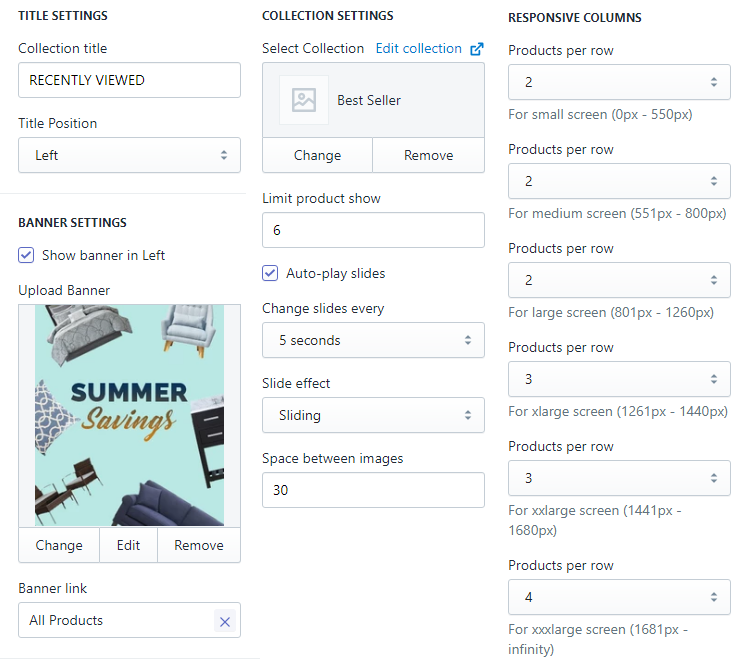 TITLE SETTINGS
Collection title
RECENTLY VIEWED
Title Position
Left
BANNER SETTINGS
Show banner in Left
Upload Banner
SUMMER
Savings
Change
Edit
Remove
Banner link
All Products
COLLECTION SETTINGS
Select Collection
Edit collection
Best Seller
Change
Remove
Limit product show
6
Auto-play slides
Change slides every
5 seconds
Slide effect
Sliding
Space between images
30
RESPONSIVE COLUMNS
Products per row
2
For small screen (0px - 550px)
Products per row
2
For medium screen (551px - 800px)
Products per row
2
For large screen (801px - 1260px)
Products per row
3
For xlarge screen (1261px - 1440px)
Products per row
3
For xxlarge screen (1441px -
1680px)
Products per row
4
For xxxlarge screen (1681px -
infinity)